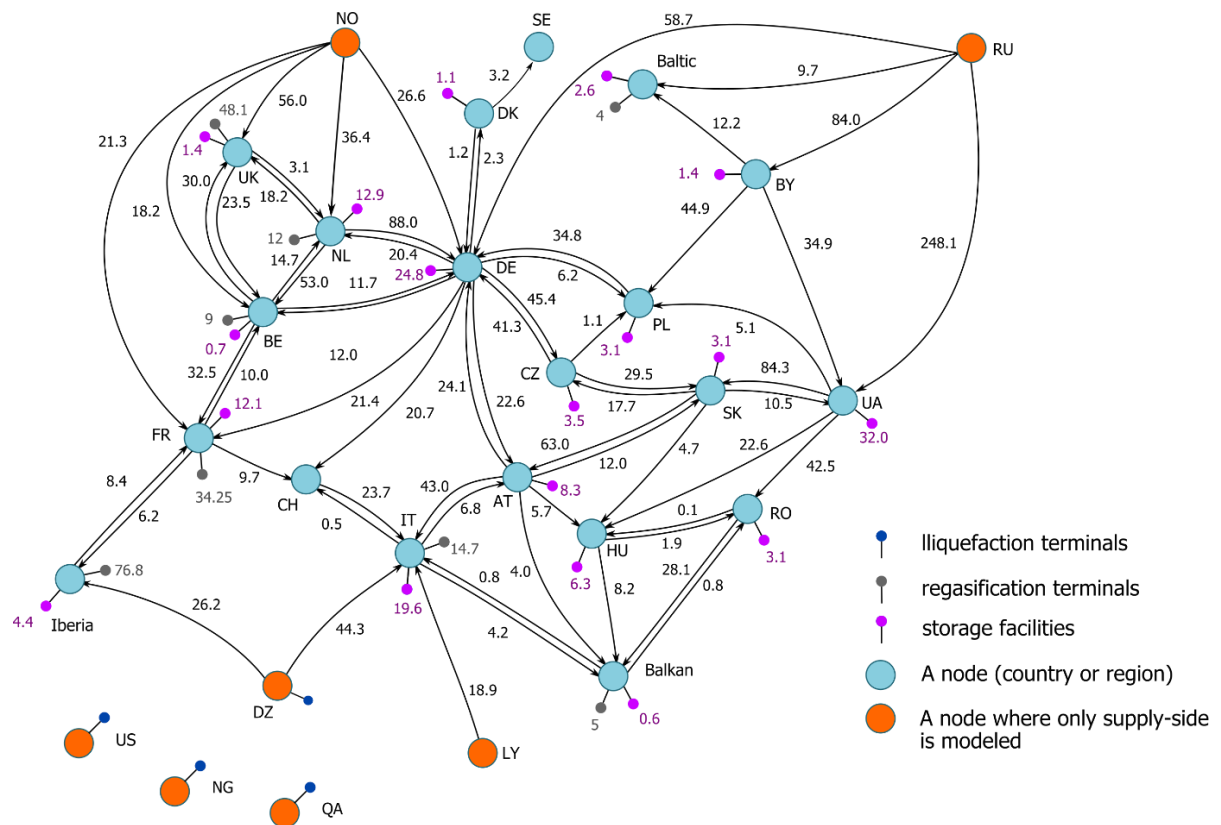 NO
SE
58.7
RU
Baltic
3.2
9.7
1.1
2.6
26.6
DK
56.0
48.1
4
12.2
84.0
21.3
36.4
1.4
1.2
2.3
3.1
UK
30.0
18.2
1.4
BY
12.9
18.2
23.5
44.9
88.0
12
NL
34.8
34.9
248.1
14.7
20.4
DE
6.2
24.8
53.0
11.7
45.4
9
PL
1.1
5.1
BE
41.3
0.7
3.1
3.1
32.5
10.0
12.0
CZ
29.5
84.3
24.1
22.6
21.4
20.7
17.7
SK
10.5
UA
12.1
3.5
FR
32.0
63.0
4.7
22.6
12.0
9.7
42.5
8.4
23.7
43.0
AT
8.3
34.25
CH
6.8
5.7
0.1
RO
6.2
IT
0.5
14.7
HU
1.9
lliquefaction terminals
76.8
0.8
4.0
6.3
28.1
3.1
8.2
0.8
regasification terminals
26.2
19.6
4.4
Iberia
44.3
4.2
storage facilities
Balkan
A node (country or region)
18.9
DZ
5
0.6
A node where only supply-side
is modeled
US
LY
NG
QA